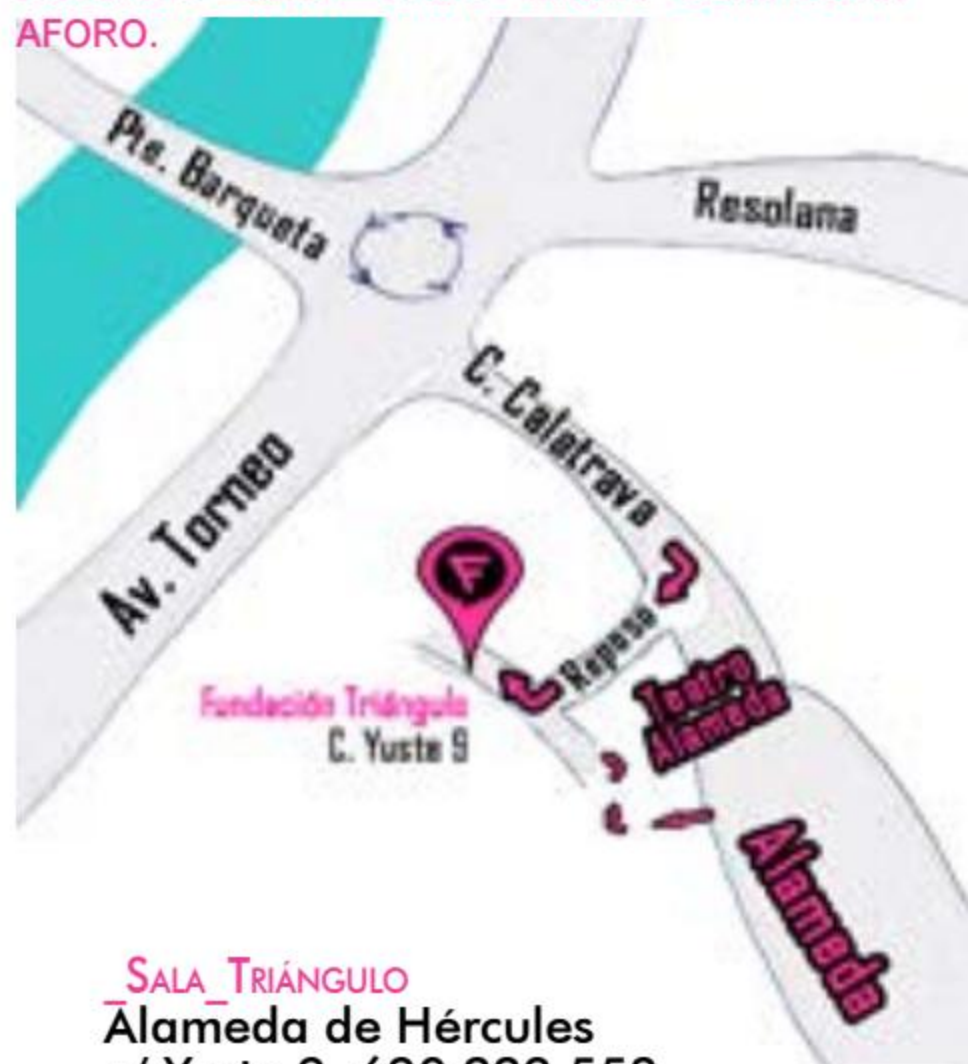 AFORO.
Pte. Barqueta
Resolana
C. Calatrava
Av. Torneo
F
Reposo
Teatro
Alameda
Fundación Triángulo
C. Yuste 9
Alameda
_SALA_TRIÁNGULO
Alameda de Hércules